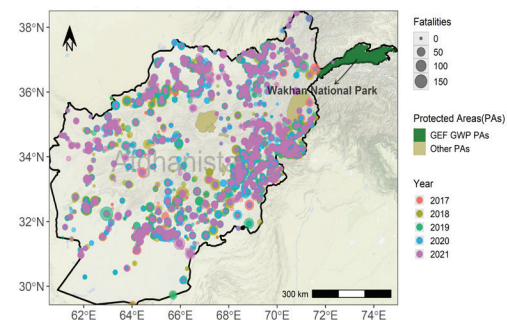 38°N
36°N
34°N
32°N
30°N
62°E
64°E
66°E
68°E
70°E
72°E
74°E
Wakhan National Park
Afghanistan
300 km
Fatalities
0
50
100
150
Protected Areas(PAs)
GEF GWP PAs
Other PAs
Year
2017
2018
2019
2020
2021